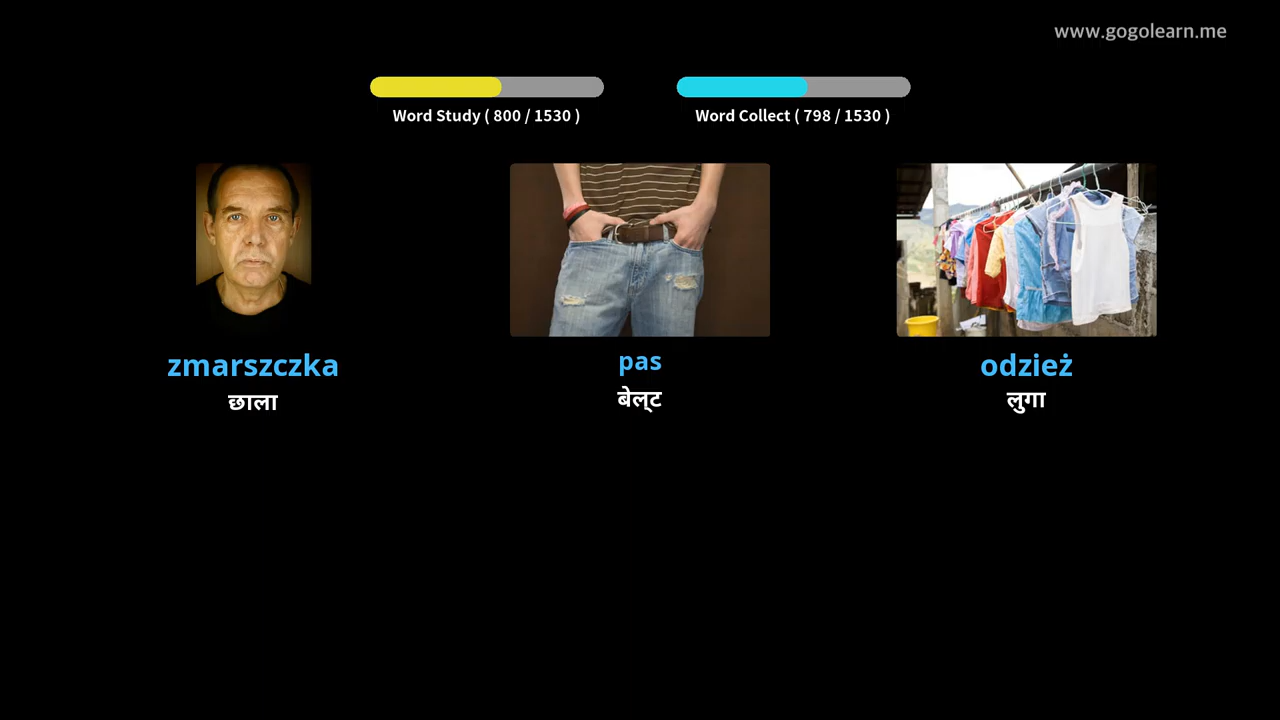 www.gogolearn.me
Word Study ( 800 / 1530 )
Word Collect ( 798 / 1530 )
zmarszczka
pas
odzież
छाला
बेल्ट
लुगा